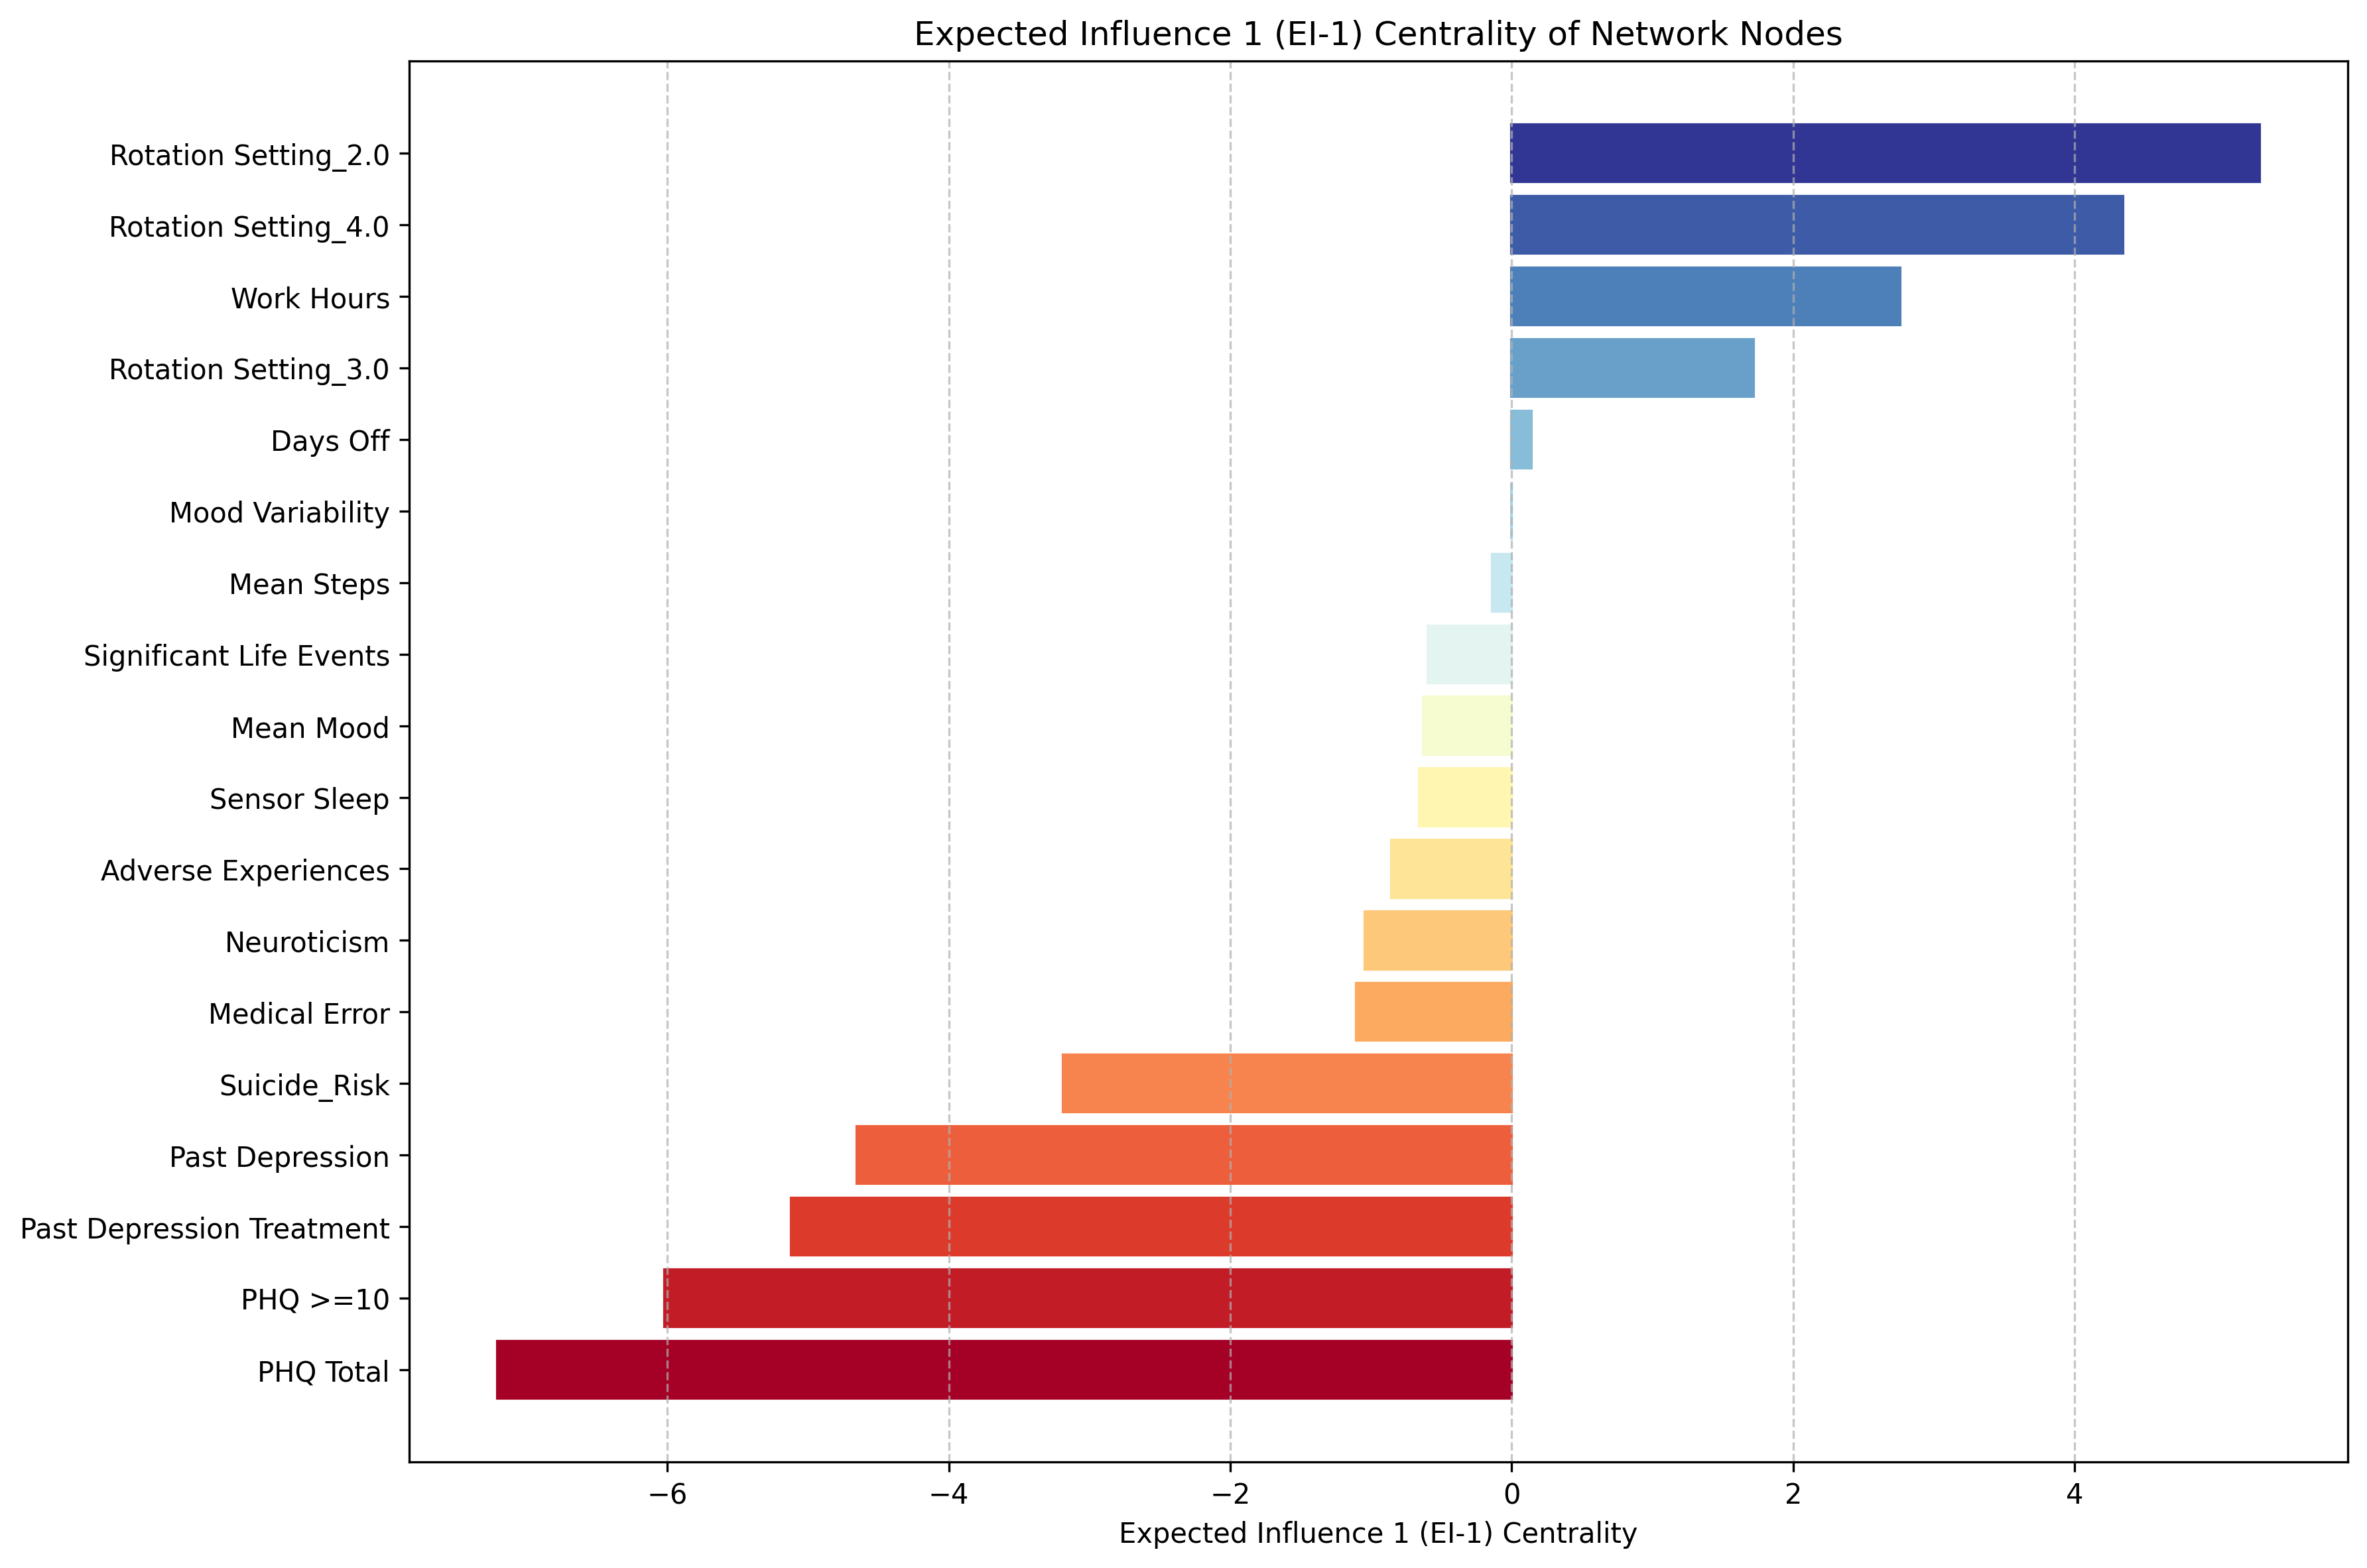 Expected Influence 1 (EI-1) Centrality of Network Nodes
Rotation Setting_2.0
Rotation Setting_4.0
Work Hours
Rotation Setting_3.0
Days Off
Mood Variability
Mean Steps
Significant Life Events
Mean Mood
Sensor Sleep
Adverse Experiences
Neuroticism
Medical Error
Suicide_Risk
Past Depression
Past Depression Treatment
PHQ >=10
PHQ Total
−6 −4 −2 0 2 4
Expected Influence 1 (EI-1) Centrality